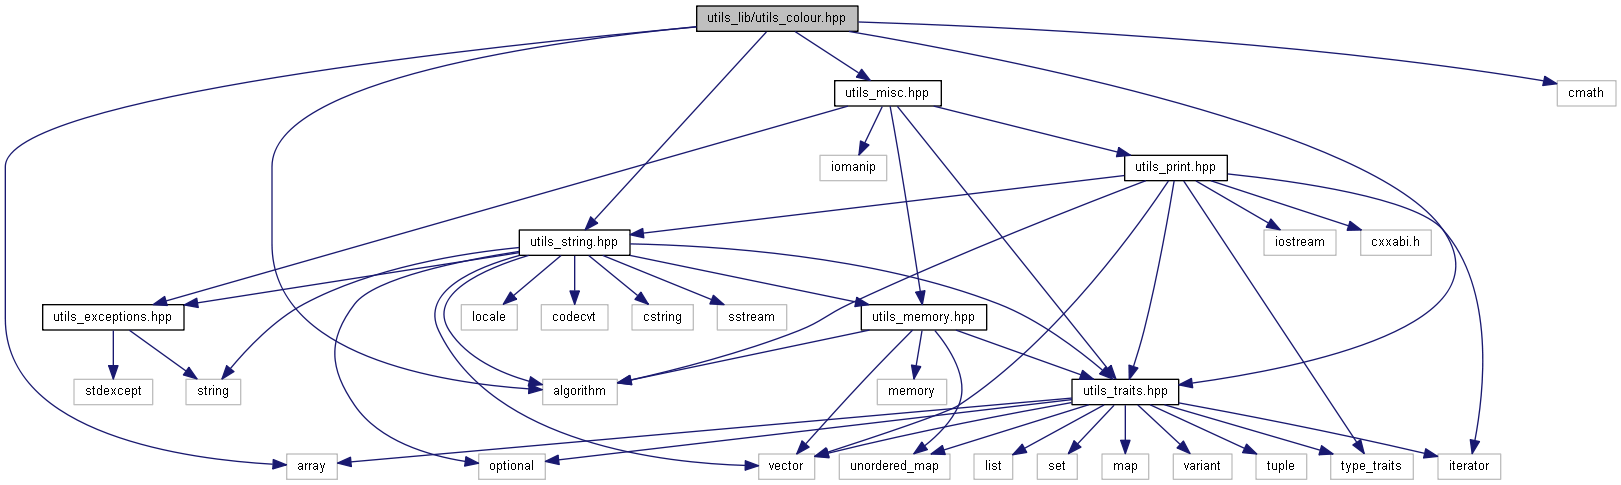 utils_lib/utils_colour.hpp
utils_misc.hpp
cmath
iomanip
utils_print.hpp
utils_string.hpp
iostream
cxxabi.h
utils_exceptions.hpp
locale
codecvt
cstring
sstream
utils_memory.hpp
stdexcept
string
algorithm
memory
utils_traits.hpp
array
optional
vector
unordered_map
list
set
map
variant
tuple
type_traits
iterator